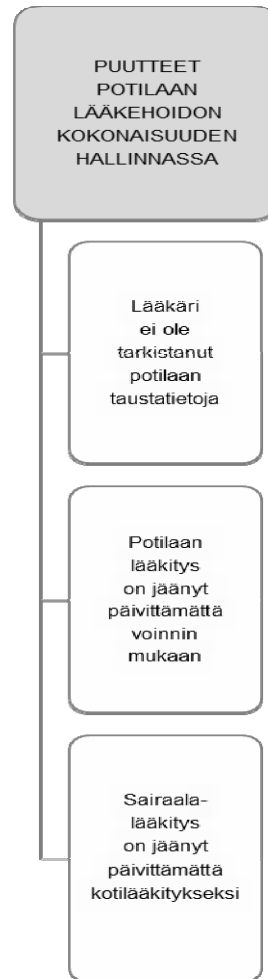 PUUTTEET
POTILAAN
LÄÄKEHOIDON
KOKONAISUUDEN
HALLINNASSA
Lääkäri
ei ole
tarkistanut
potilaan
taustatietoja
Potilaan
lääkitys
on jäänyt
päivittämättä
voinnin
mukaan
Sairaala-
lääkitys
on jäänyt
päivittämättä
kotilääkitykseksi